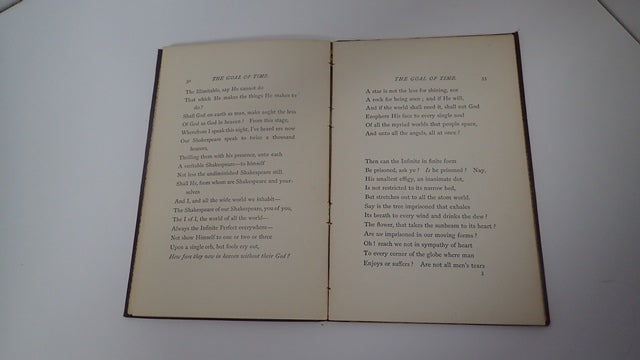 THE GOAL OF TIME.
The Illimitable, say He cannot do
That which He makes the things He makes to
do?
Shall God on earth as man, make aught the less
Of God as God in heaven? From this stage,
Whereupon I speak this night, I've heard ere now
Our Shakespeare speak to twice a thousand
hearers,
Thrilling them with his presence, unto each
A veritable Shakespeare—to himself
Not less the undiminished Shakespeare still.
Shall He, from whom are Shakespeare and your-
selves
And I, and all the wide world we inhabit—
The Shakespeare of our Shakespeare, you of you,
The I of I, the world of all the world—
Always the Infinite Perfect everywhere—
Not show Himself to one or two or three
Upon a single orb, but fools cry out,
How fare they now in heaven without their God?
THE GOAL OF TIME. 33
A star is not the less for shining, nor
A rock for being seen; and if He will,
And if the world shall need it, shall not God
Ensphere His face to every single soul
Of all the myriad worlds that people space,
And unto all the angels, all at once?
Then can the Infinite in finite form
Be prisoned, ask ye? Is he prisoned? Nay,
His smallest effigy, an inanimate dot,
Is not restricted to its narrow bed,
But stretches out to all the atom world.
Say is the tree imprisoned that exhales
Its breath to every wind and drinks the dew?
The flower, that takes the sunbeam to its heart?
Are we imprisoned in our moving forms?
Oh! reach we not in sympathy of heart
To every corner of the globe where man
Enjoys or suffers? Are not all men's tears